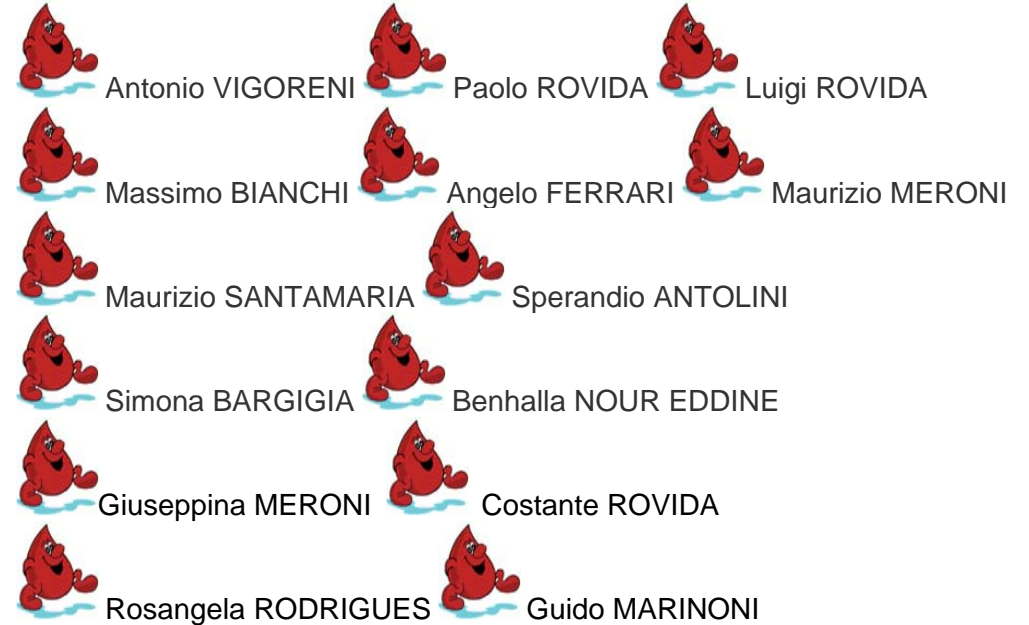 Antonio VIGORENI Paolo ROVIDA Luigi ROVIDA
Massimo BIANCHI Angelo FERRARI Maurizio MERONI
Maurizio SANTAMARIA Sperandio ANTOLINI
Simona BARGIGIA Benhalla NOUR EDDINE
Giuseppina MERONI Costante ROVIDA
Rosangela RODRIGUES Guido MARINONI